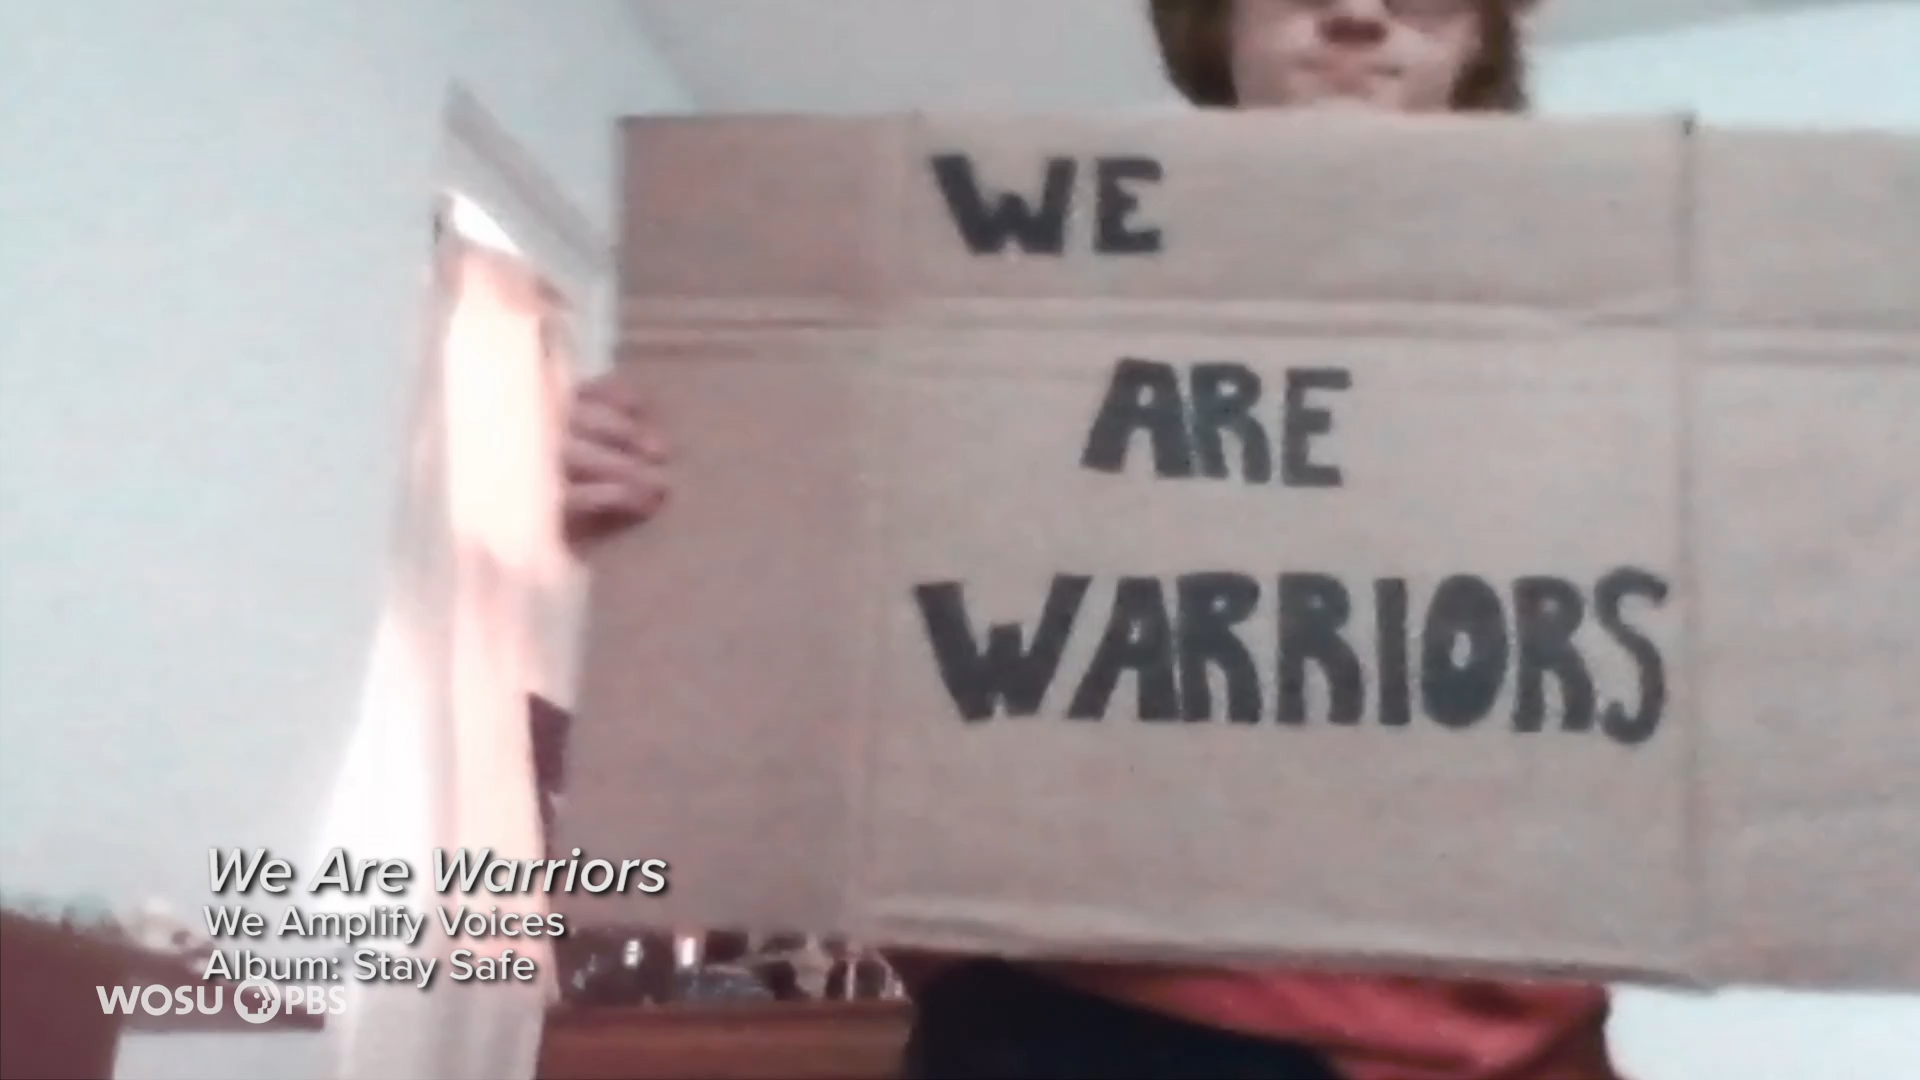 WE
ARE
WARRIORS
We Are Warriors
We Amplify Voices
Album: Stay Safe
WOSU PBS